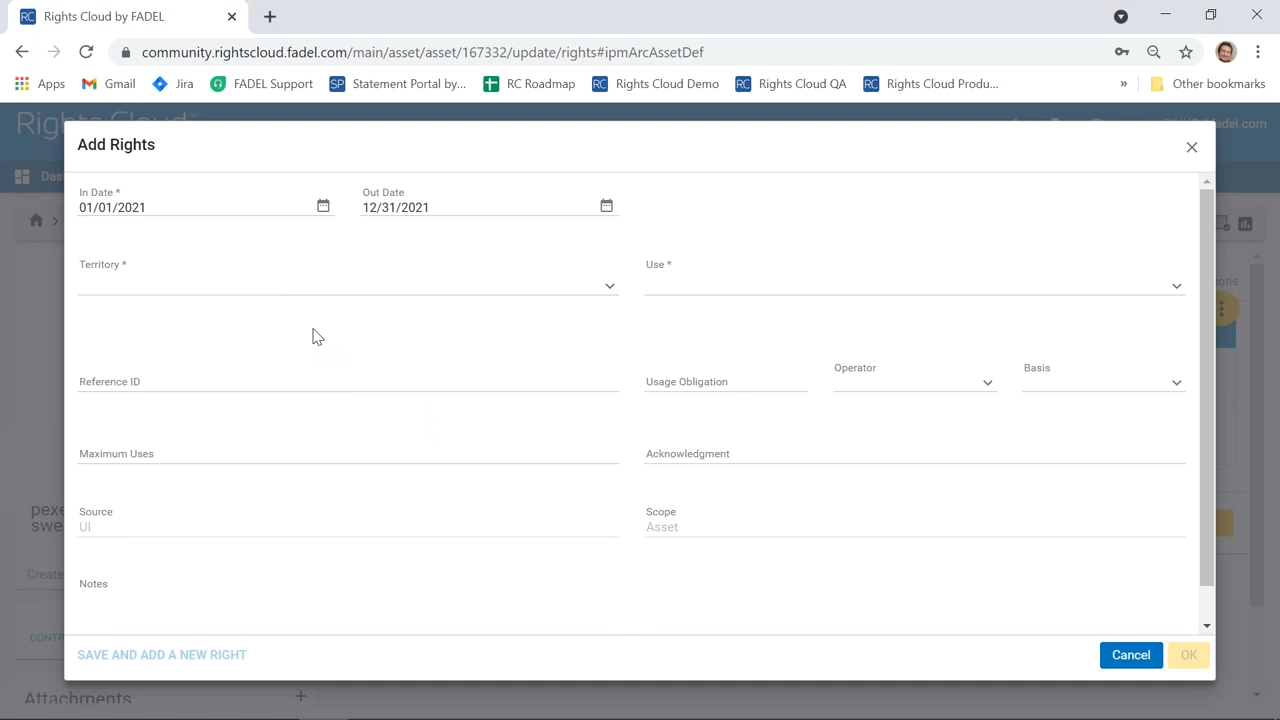 Rights Cloud by FADEL
community.rightscloud.fadel.com/main/asset/asset/167332/update/rights#ipmArcAssetDef
Apps Gmail Jira FADEL Support Statement Portal by... RC Roadmap Rights Cloud Demo Rights Cloud QA Rights Cloud Produ... » Other bookmarks
Rights Cloud
Add Rights
In Date *
01/01/2021
Out Date
12/31/2021
Territory *
Use *
Reference ID
Usage Obligation
Operator
Basis
Maximum Uses
Acknowledgment
Source
UI
Scope
Asset
Notes
SAVE AND ADD A NEW RIGHT
Cancel OK
Attachments